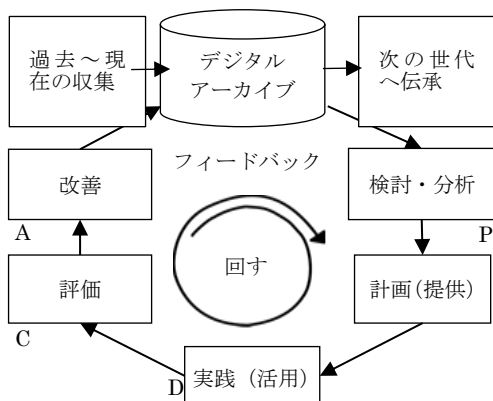 過去～現
在の収集
デジタル
アーカイブ
次の世代
へ伝承
フィードバック
改善
検討・分析
A
P
評価
回す
計画(提供)
C
D
実践（活用）